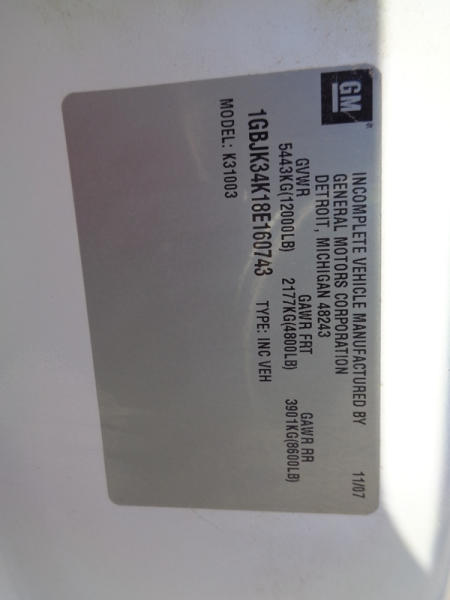 GM®
INCOMPLETE VEHICLE MANUFACTURED BY
GENERAL MOTORS CORPORATION 11/07
DETROIT, MICHIGAN 48243
GVWR GAWR FRT GAWR RR
5443KG(12000LB) 2177KG(4800LB) 3901KG(8600LB)
1GBJK34K18E160743 TYPE: INC VEH
MODEL: K31003